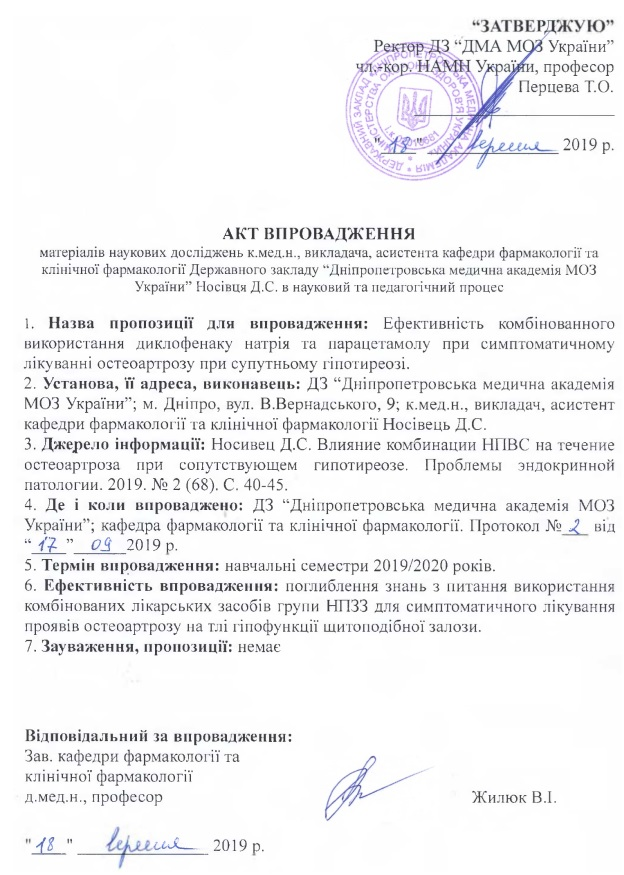 “ЗАТВЕРДЖУЮ”
Ректор ДЗ “ДМА МОЗ України”
чл.-кор. НАМН України, професор
Перцева Т.О.
"18" вересня 2019 р.
АКТ ВПРОВАДЖЕННЯ
матеріалів наукових досліджень к.мед.н., викладача, асистента кафедри фармакології та
клінічної фармакології Державного закладу “Дніпропетровська медична академія МОЗ
України” Носівця Д.С. в науковий та педагогічний процес
1. Назва пропозиції для впровадження: Ефективність комбінованого
використання диклофенаку натрія та парацетамолу при симптоматичному
лікуванні остеоартрозу при супутньому гіпотиреозі.
2. Установа, її адреса, виконавець: ДЗ “Дніпропетровська медична академія
МОЗ України”; м. Дніпро, вул. В.Вернадського, 9; к.мед.н., викладач, асистент
кафедри фармакології та клінічної фармакології Носівець Д.С.
3. Джерело інформації: Носивец Д.С. Влияние комбинации НПВС на течение
остеоартроза при сопутствующем гипотиреозе. Проблемы эндокринной
патологии. 2019. № 2 (68). С. 40-45.
4. Де і коли впроваджено: ДЗ “Дніпропетровська медична академія МОЗ
України”; кафедра фармакології та клінічної фармакології. Протокол № 2 від
“17” 09 2019 р.
5. Термін впровадження: навчальні семестри 2019/2020 років.
6. Ефективність впровадження: поглиблення знань з питання використання
комбінованих лікарських засобів групи НПЗЗ для симптоматичного лікування
проявів остеоартрозу на тлі гіпофункції щитоподібної залози.
7. Зауваження, пропозиції: немає
Відповідальний за впровадження:
Зав. кафедри фармакології та
клінічної фармакології
д.мед.н., професор Жилюк В.І.
"18" вересня 2019 р.